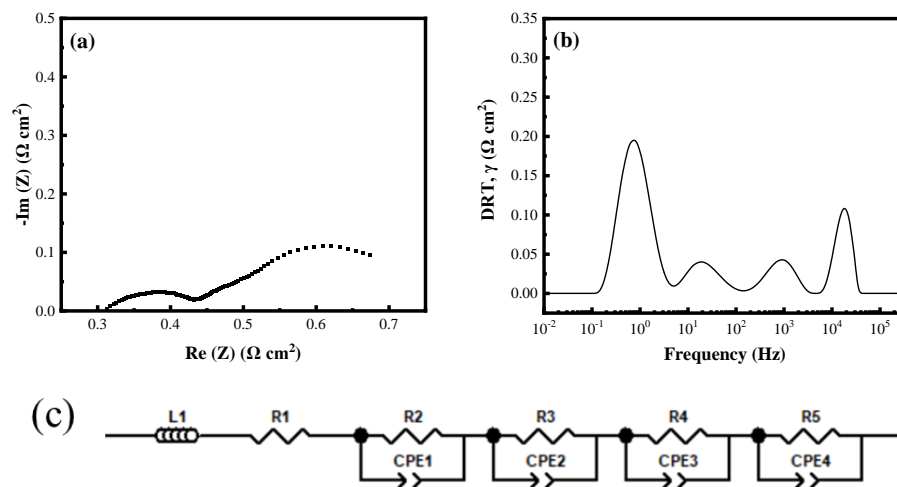 (a)
0.5
0.4
0.3
0.2
0.1
0.0
-Im (Z) (Ω cm²)
0.3 0.4 0.5 0.6 0.7
Re (Z) (Ω cm²)
(b)
0.35
0.30
0.25
0.20
0.15
0.10
0.05
0.00
DRT, γ (Ω cm²)
10⁻² 10⁻¹ 10⁰ 10¹ 10² 10³ 10⁴ 10⁵
Frequency (Hz)
(c)
L1 R1 R2 R3 R4 R5
CPE1 CPE2 CPE3 CPE4